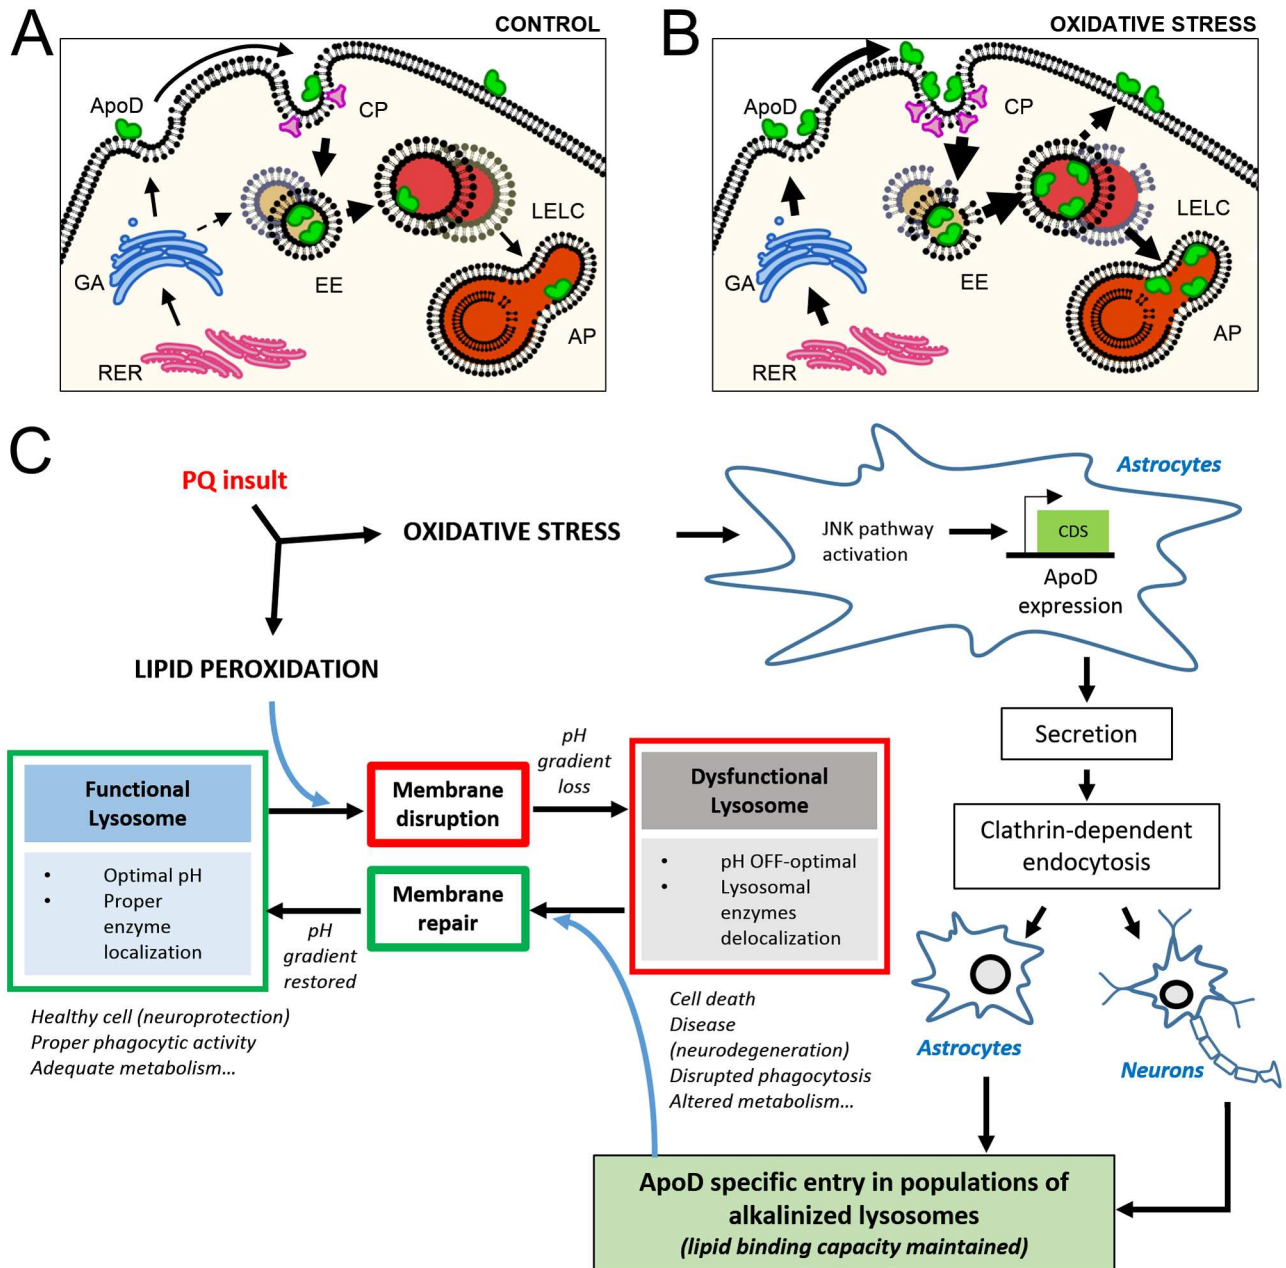 A
CONTROL
ApoD
CP
GA
EE
LELC
AP
RER
B
OXIDATIVE STRESS
ApoD
CP
GA
EE
LELC
AP
RER
C
PQ insult
OXIDATIVE STRESS
Astrocytes
JNK pathway
activation
CDS
ApoD
expression
LIPID PEROXIDATION
Secretion
Clathrin-dependent
endocytosis
Astrocytes
Neurons
Functional
Lysosome
• Optimal pH
• Proper
enzyme
localization
Membrane
disruption
pH
gradient
loss
Dysfunctional
Lysosome
• pH OFF-optimal
• Lysosomal
enzymes
delocalization
Membrane
repair
pH
gradient
restored
Healthy cell (neuroprotection)
Proper phagocytic activity
Adequate metabolism…
Cell death
Disease
(neurodegeneration)
Disrupted phagocytosis
Altered metabolism…
ApoD specific entry in populations of
alkalinized lysosomes
(lipid binding capacity maintained)